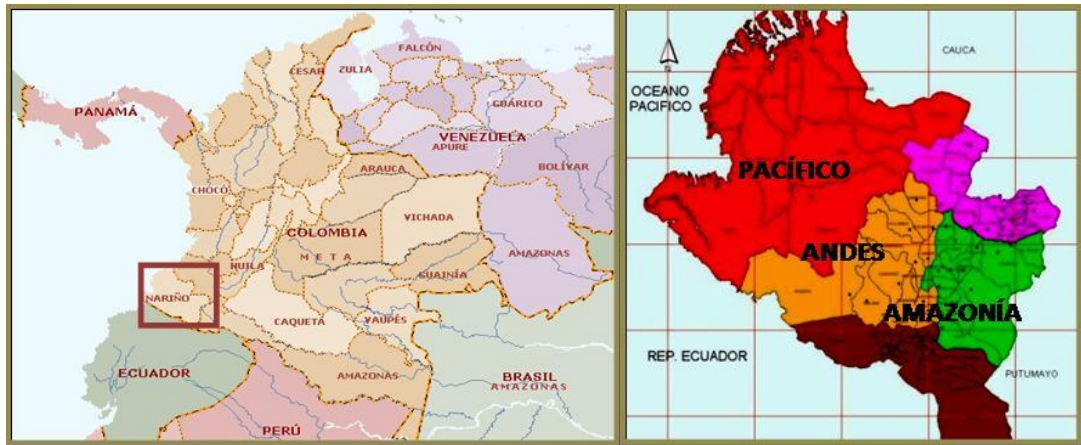 FALCÓN
CESAR
ZULIA
GUÁRICO
PANAMÁ
VENEZUELA
APURE
BOLÍVAR
ARAUCA
CHOCÓ
VICHADA
COLOMBIA
META
AMAZONAS
HUILA
GUAINÍA
NARIÑO
CAQUETÁ
VAUPÉS
ECUADOR
AMAZONAS
BRASIL
AMAZONAS
PERÚ
CAUCA
OCEANO
PACIFICO
PACÍFICO
ANDES
AMAZONÍA
REP. ECUADOR
PUTUMAYO